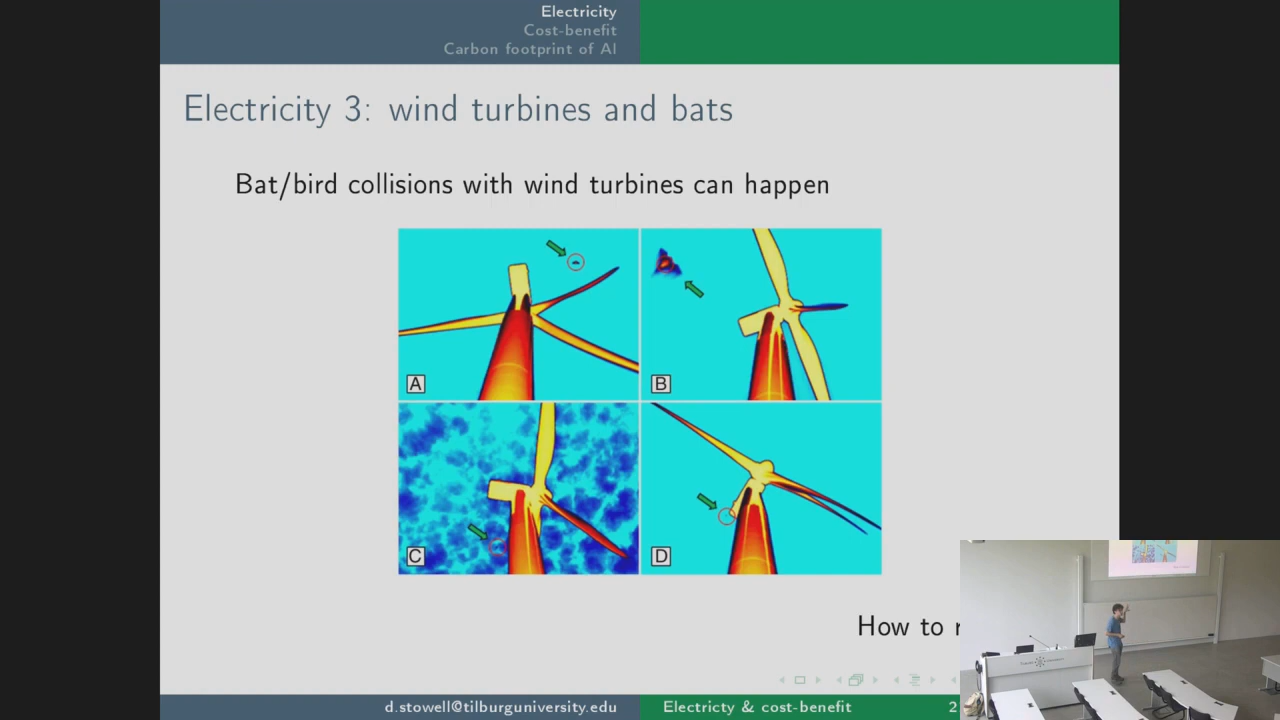 Electricity
Cost-benefit
Carbon footprint of AI
Electricity 3: wind turbines and bats
Bat/bird collisions with wind turbines can happen
A
B
C
D
How to
d.stowell@tilburguniversity.edu
Electricty & cost-benefit